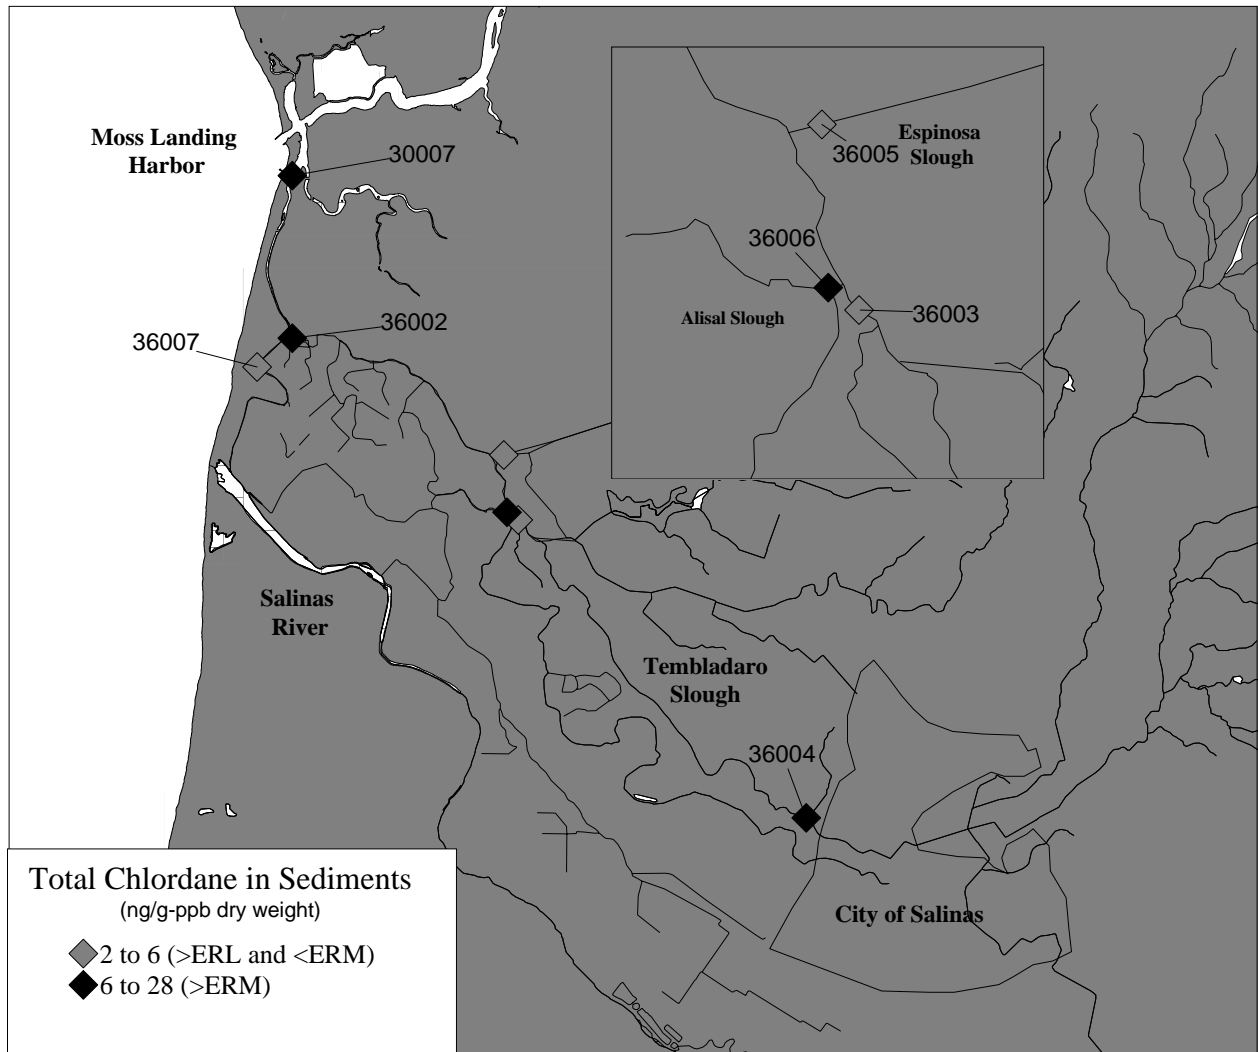 Moss Landing
Harbor
30007
Espinosa
Slough
36005
36006
Alisal Slough
36003
36002
36007
Salinas
River
Tembladaro
Slough
36004
City of Salinas
Total Chlordane in Sediments
(ng/g-ppb dry weight)
2 to 6 (>ERL and <ERM)
6 to 28 (>ERM)